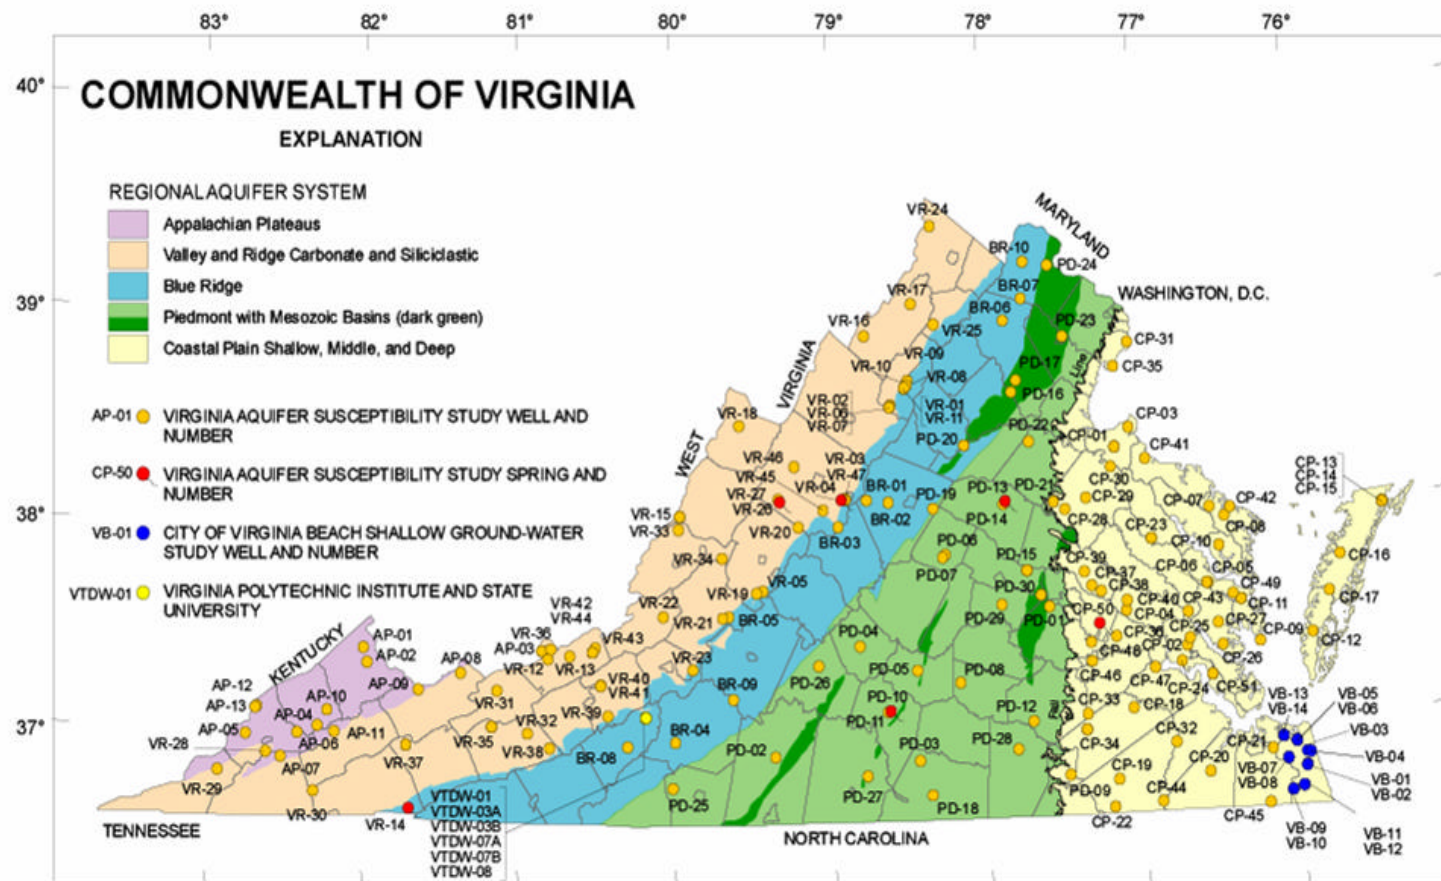 83° 82° 81° 80° 79° 78° 77° 76°
40°
39°
38°
37°
COMMONWEALTH OF VIRGINIA
EXPLANATION
REGIONAL AQUIFER SYSTEM
Appalachian Plateaus
Valley and Ridge Carbonate and Siliciclastic
Blue Ridge
Piedmont with Mesozoic Basins (dark green)
Coastal Plain Shallow, Middle, and Deep
AP-01 VIRGINIA AQUIFER SUSCEPTIBILITY STUDY WELL AND
NUMBER
CP-50 VIRGINIA AQUIFER SUSCEPTIBILITY STUDY SPRING AND
NUMBER
VB-01 CITY OF VIRGINIA BEACH SHALLOW GROUND-WATER
STUDY WELL AND NUMBER
VTDW-01 VIRGINIA POLYTECHNIC INSTITUTE AND STATE
UNIVERSITY
MARYLAND
WASHINGTON, D.C.
WEST
VIRGINIA
KENTUCKY
TENNESSEE
NORTH CAROLINA
Line
VR-24
BR-10
PD-24
BR-07
VR-17
BR-06
VR-16
VR-25
PD-23
CP-31
VR-09
VR-10
VR-08
PD-17
CP-35
VR-02
VR-06
VR-07
VR-01
VR-11
PD-16
VR-18
PD-20
PD-22
CP-03
CP-01
CP-41
VR-46
VR-45
VR-03
VR-47
VR-27
VR-26
VR-04
BR-01
PD-19
PD-13
PD-21
CP-30
CP-29
CP-07
CP-42
CP-13
CP-14
CP-15
VR-15
VR-33
VR-20
BR-02
BR-03
PD-14
CP-28
CP-23
CP-08
CP-10
VR-34
PD-06
PD-07
PD-15
CP-39
CP-37
CP-38
CP-06
CP-05
CP-16
VR-05
VR-19
PD-30
CP-49
CP-17
VR-22
VR-21
BR-05
PD-29
PD-01
CP-50
CP-40
CP-04
CP-43
CP-11
VR-42
VR-44
VR-36
AP-03
VR-43
PD-04
CP-36
CP-25
CP-02
CP-27
CP-09
CP-12
AP-01
AP-02
VR-12
VR-13
VR-23
CP-48
CP-26
AP-08
AP-09
VR-40
VR-41
BR-09
PD-26
PD-05
PD-08
CP-46
CP-47
CP-24
CP-51
AP-12
AP-13
AP-10
VR-31
VR-39
PD-10
PD-11
PD-12
CP-33
CP-18
VB-13
VB-14
VB-05
VB-06
AP-05
AP-04
AP-06
AP-11
VR-32
BR-04
CP-32
VB-03
VR-28
VR-35
VR-38
BR-08
PD-02
PD-03
PD-28
CP-34
CP-21
VB-04
AP-07
VR-37
CP-19
CP-20
VB-07
VB-08
VB-01
VB-02
VR-29
VR-30
PD-25
PD-27
PD-18
PD-09
CP-44
CP-22
CP-45
VR-14
VTDW-01
VTDW-03A
VTDW-03B
VTDW-07A
VTDW-07B
VTDW-08
VB-09
VB-10
VB-11
VB-12